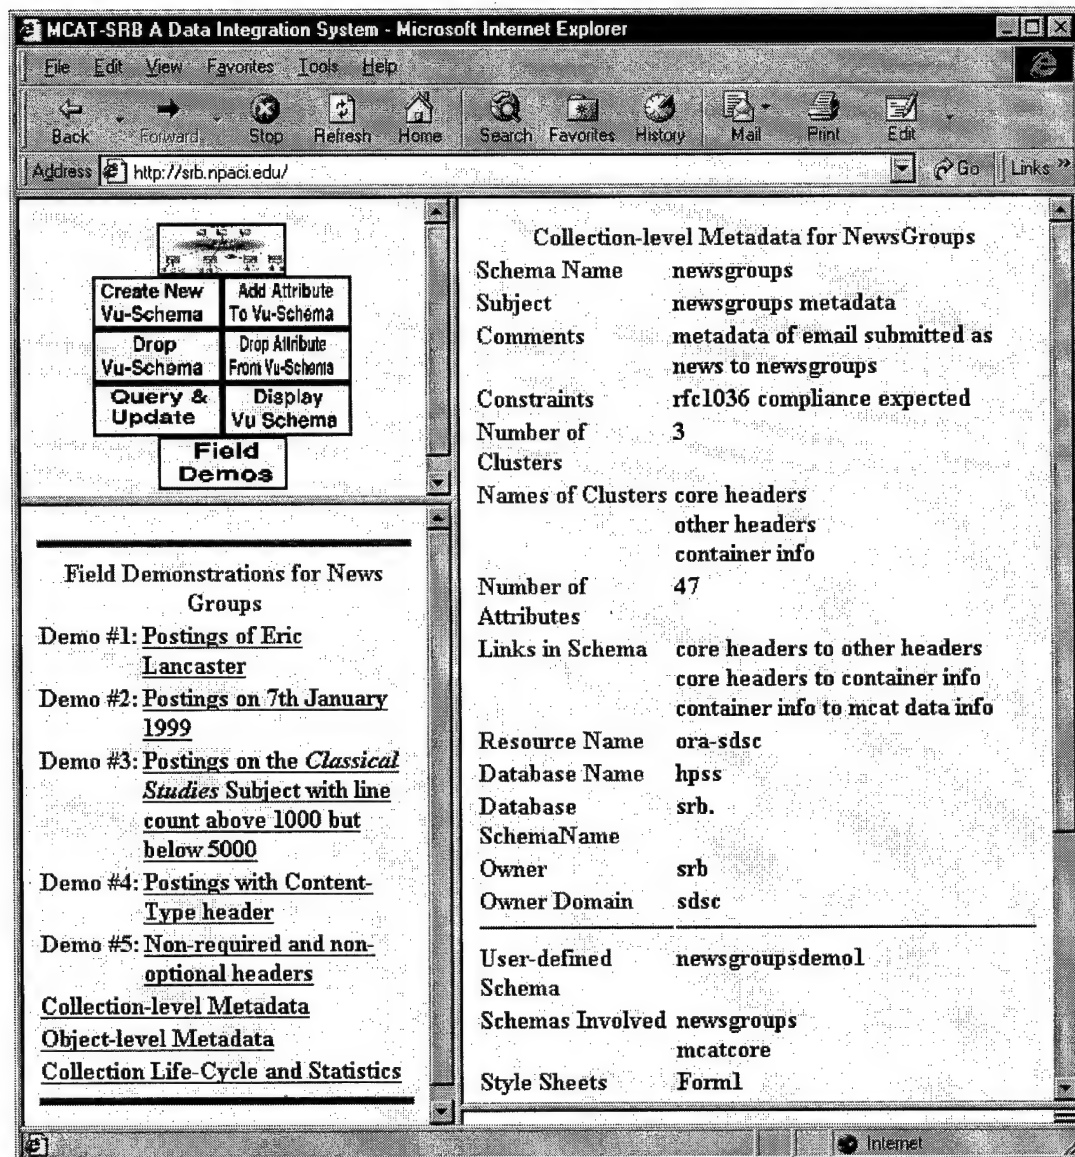 MCAT-SRB A Data Integration System - Microsoft Internet Explorer
File Edit View Favorites Tools Help
Back Forward Stop Refresh Home Search Favorites History Mail Print Edit
Address http://srb.npaci.edu/ Go Links »
Create New Vu-Schema
Add Attribute To Vu-Schema
Drop Vu-Schema
Drop Attribute From Vu-Schema
Query & Update
Display Vu Schema
Field Demos
Field Demonstrations for News
Groups
Demo #1: Postings of Eric
Lancaster
Demo #2: Postings on 7th January
1999
Demo #3: Postings on the Classical
Studies Subject with line
count above 1000 but
below 5000
Demo #4: Postings with Content-
Type header
Demo #5: Non-required and non-
optional headers
Collection-level Metadata
Object-level Metadata
Collection Life-Cycle and Statistics
Collection-level Metadata for NewsGroups
Schema Name newsgroups
Subject newsgroups metadata
Comments metadata of email submitted as
news to newsgroups
Constraints rfc1036 compliance expected
Number of 3
Clusters
Names of Clusters core headers
other headers
container info
Number of 47
Attributes
Links in Schema core headers to other headers
core headers to container info
container info to mcat data info
Resource Name ora-sdsc
Database Name hpss
Database srb.
SchemaName
Owner srb
Owner Domain sdsc
User-defined newsgroupsdemo1
Schema
Schemas Involved newsgroups
mcatcore
Style Sheets Form1
Internet